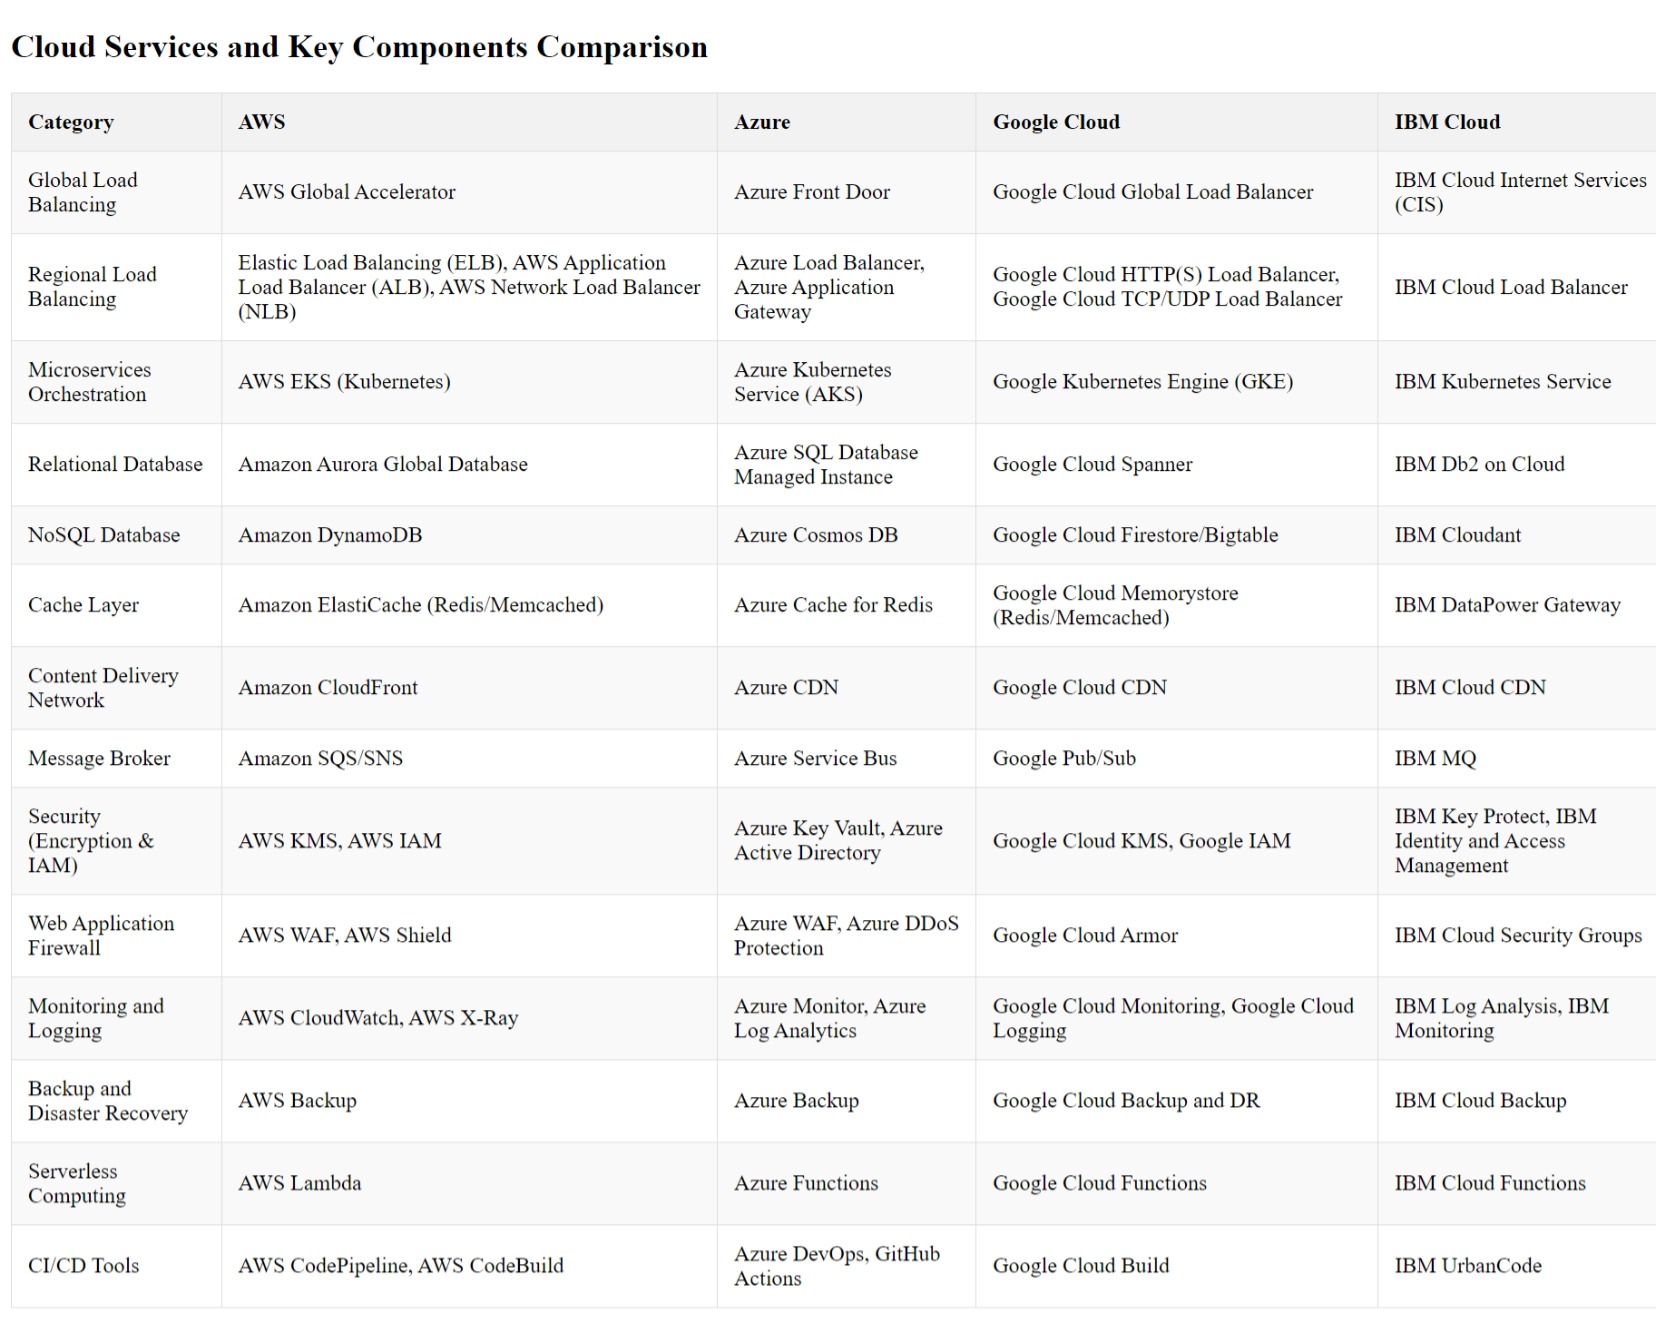 Cloud Services and Key Components Comparison
Category AWS Azure Google Cloud IBM Cloud
Global Load
Balancing
AWS Global Accelerator
Azure Front Door
Google Cloud Global Load Balancer
IBM Cloud Internet Services
(CIS)
Regional Load
Balancing
Elastic Load Balancing (ELB), AWS Application
Load Balancer (ALB), AWS Network Load Balancer
(NLB)
Azure Load Balancer,
Azure Application
Gateway
Google Cloud HTTP(S) Load Balancer,
Google Cloud TCP/UDP Load Balancer
IBM Cloud Load Balancer
Microservices
Orchestration
AWS EKS (Kubernetes)
Azure Kubernetes
Service (AKS)
Google Kubernetes Engine (GKE)
IBM Kubernetes Service
Relational Database
Amazon Aurora Global Database
Azure SQL Database
Managed Instance
Google Cloud Spanner
IBM Db2 on Cloud
NoSQL Database
Amazon DynamoDB
Azure Cosmos DB
Google Cloud Firestore/Bigtable
IBM Cloudant
Cache Layer
Amazon ElastiCache (Redis/Memcached)
Azure Cache for Redis
Google Cloud Memorystore
(Redis/Memcached)
IBM DataPower Gateway
Content Delivery
Network
Amazon CloudFront
Azure CDN
Google Cloud CDN
IBM Cloud CDN
Message Broker
Amazon SQS/SNS
Azure Service Bus
Google Pub/Sub
IBM MQ
Security
(Encryption &
IAM)
AWS KMS, AWS IAM
Azure Key Vault, Azure
Active Directory
Google Cloud KMS, Google IAM
IBM Key Protect, IBM
Identity and Access
Management
Web Application
Firewall
AWS WAF, AWS Shield
Azure WAF, Azure DDoS
Protection
Google Cloud Armor
IBM Cloud Security Groups
Monitoring and
Logging
AWS CloudWatch, AWS X-Ray
Azure Monitor, Azure
Log Analytics
Google Cloud Monitoring, Google Cloud
Logging
IBM Log Analysis, IBM
Monitoring
Backup and
Disaster Recovery
AWS Backup
Azure Backup
Google Cloud Backup and DR
IBM Cloud Backup
Serverless
Computing
AWS Lambda
Azure Functions
Google Cloud Functions
IBM Cloud Functions
CI/CD Tools
AWS CodePipeline, AWS CodeBuild
Azure DevOps, GitHub
Actions
Google Cloud Build
IBM UrbanCode